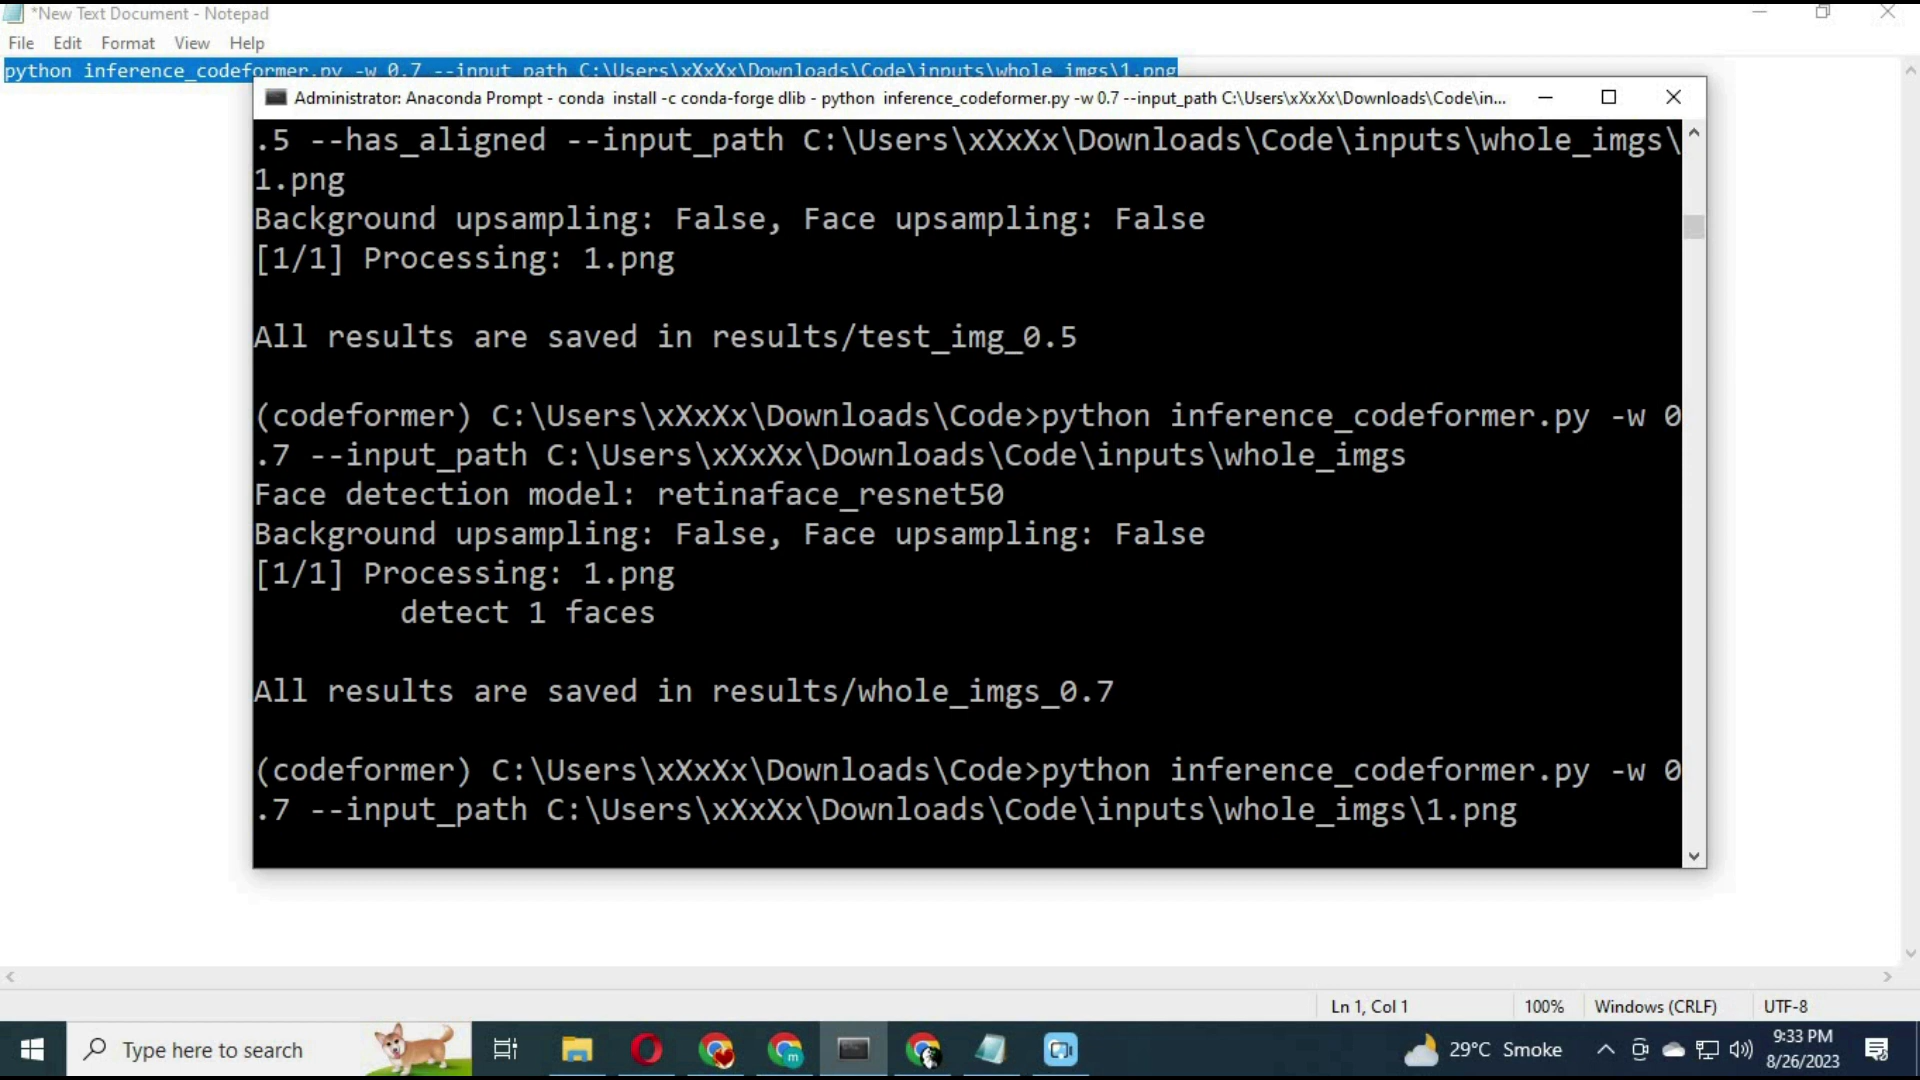 *New Text Document - Notepad
File Edit Format View Help
python inference_codeformer.py -w 0.7 --input_path C:\Users\xXxXx\Downloads\Code\inputs\whole_imgs\1.png
Administrator: Anaconda Prompt - conda install -c conda-forge dlib - python inference_codeformer.py -w 0.7 --input_path C:\Users\xXxXx\Downloads\Code\in...
.5 --has_aligned --input_path C:\Users\xXxXx\Downloads\Code\inputs\whole_imgs\
1.png
Background upsampling: False, Face upsampling: False
[1/1] Processing: 1.png
All results are saved in results/test_img_0.5
(codeformer) C:\Users\xXxXx\Downloads\Code>python inference_codeformer.py -w 0
.7 --input_path C:\Users\xXxXx\Downloads\Code\inputs\whole_imgs
Face detection model: retinaface_resnet50
Background upsampling: False, Face upsampling: False
[1/1] Processing: 1.png
detect 1 faces
All results are saved in results/whole_imgs_0.7
(codeformer) C:\Users\xXxXx\Downloads\Code>python inference_codeformer.py -w 0
.7 --input_path C:\Users\xXxXx\Downloads\Code\inputs\whole_imgs\1.png
Ln 1, Col 1 100% Windows (CRLF) UTF-8
Type here to search
m
29°C Smoke
9:33 PM
8/26/2023